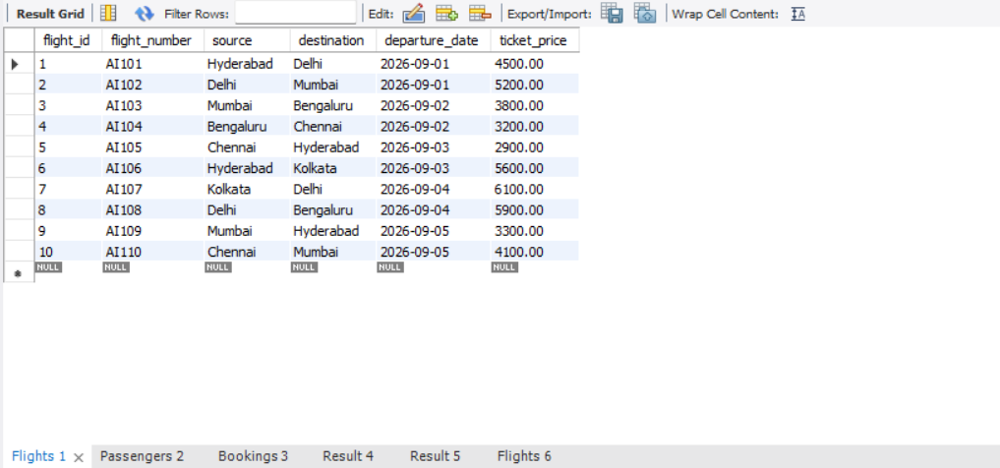 Result Grid Filter Rows: Edit: Export/Import: Wrap Cell Content: IA
flight_id flight_number source destination departure_date ticket_price
1 AI101 Hyderabad Delhi 2026-09-01 4500.00
2 AI102 Delhi Mumbai 2026-09-01 5200.00
3 AI103 Mumbai Bengaluru 2026-09-02 3800.00
4 AI104 Bengaluru Chennai 2026-09-02 3200.00
5 AI105 Chennai Hyderabad 2026-09-03 2900.00
6 AI106 Hyderabad Kolkata 2026-09-03 5600.00
7 AI107 Kolkata Delhi 2026-09-04 6100.00
8 AI108 Delhi Bengaluru 2026-09-04 5900.00
9 AI109 Mumbai Hyderabad 2026-09-05 3300.00
10 AI110 Chennai Mumbai 2026-09-05 4100.00
NULL NULL NULL NULL NULL NULL
Flights 1 Passengers 2 Bookings 3 Result 4 Result 5 Flights 6